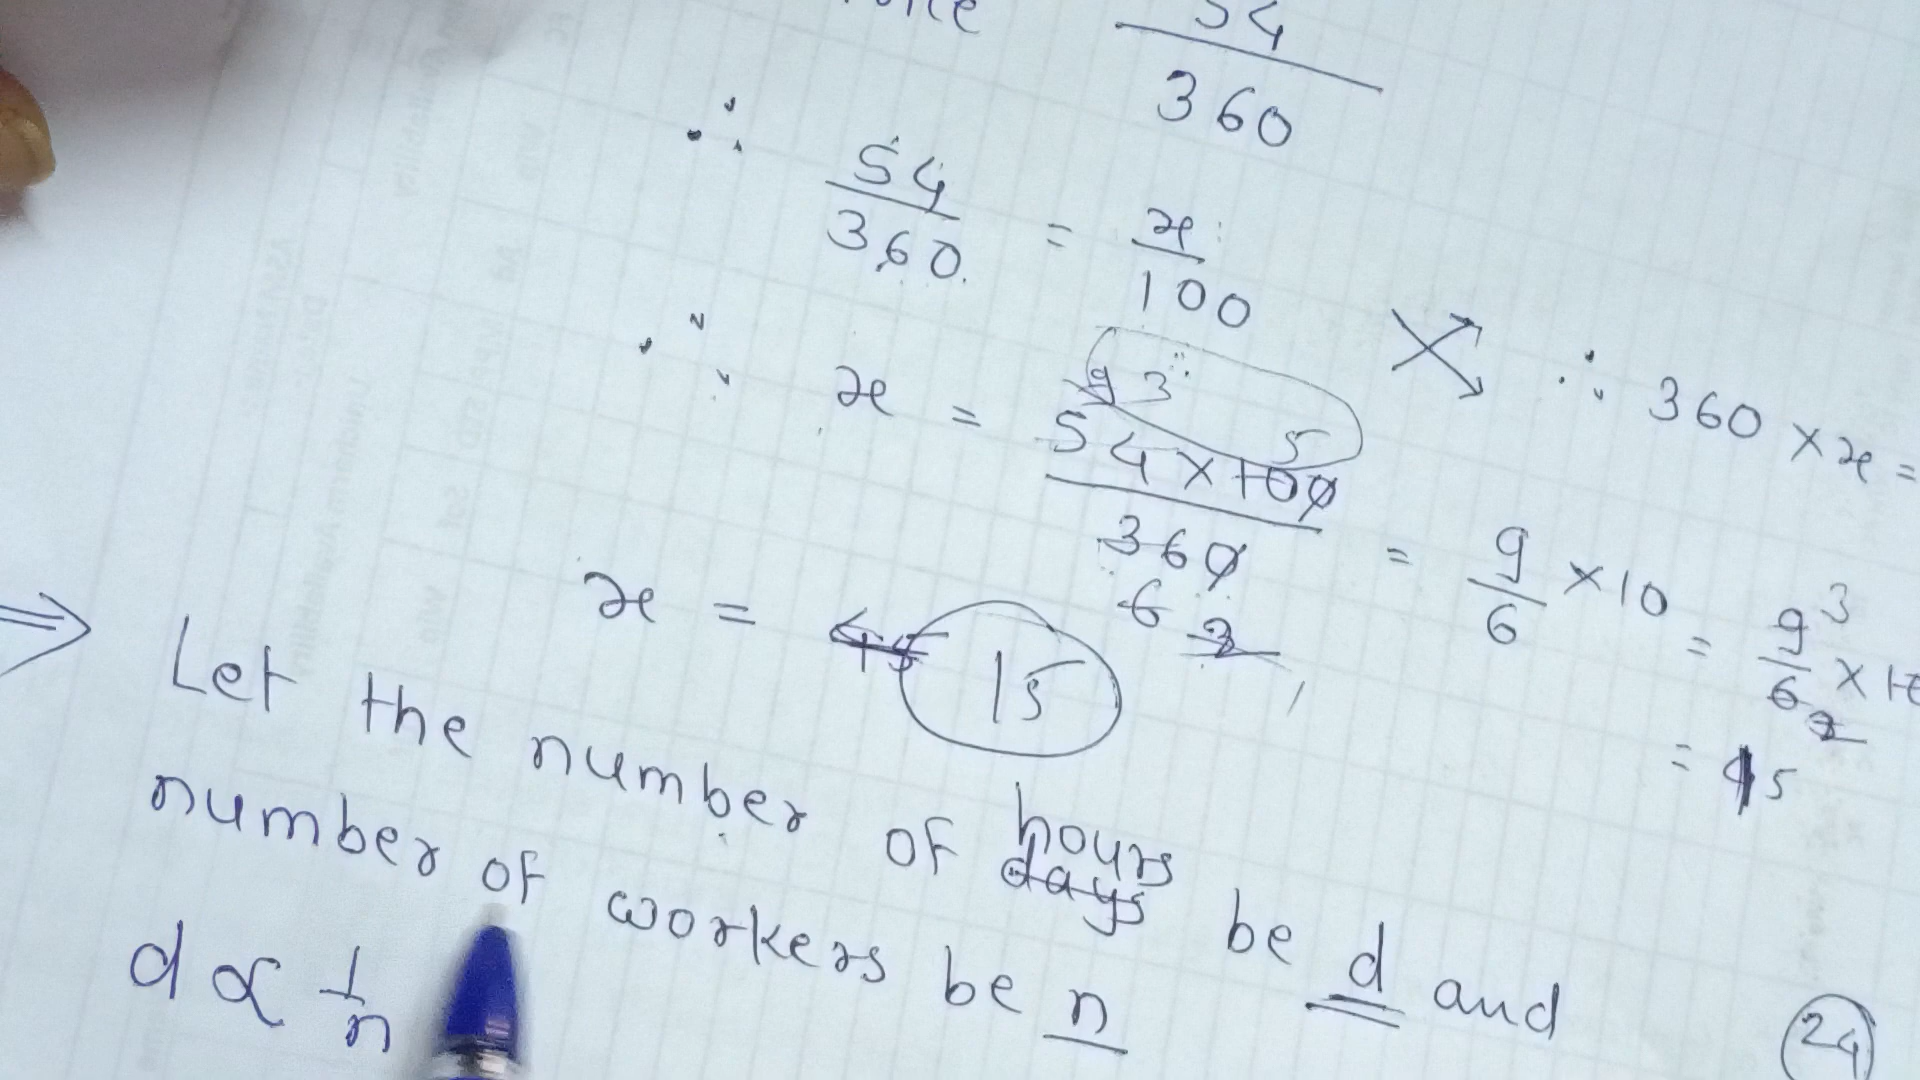 54
360
∴ 54/360 = x/100 ∴ 360 × x =
∴ x = 54 × 100 / 360 = 9/6 × 10 = 9/6 × 10
x = 15 = 15
⇒ Let the number of hours days be d and
number of workers be n
d ∝ 1/n
24